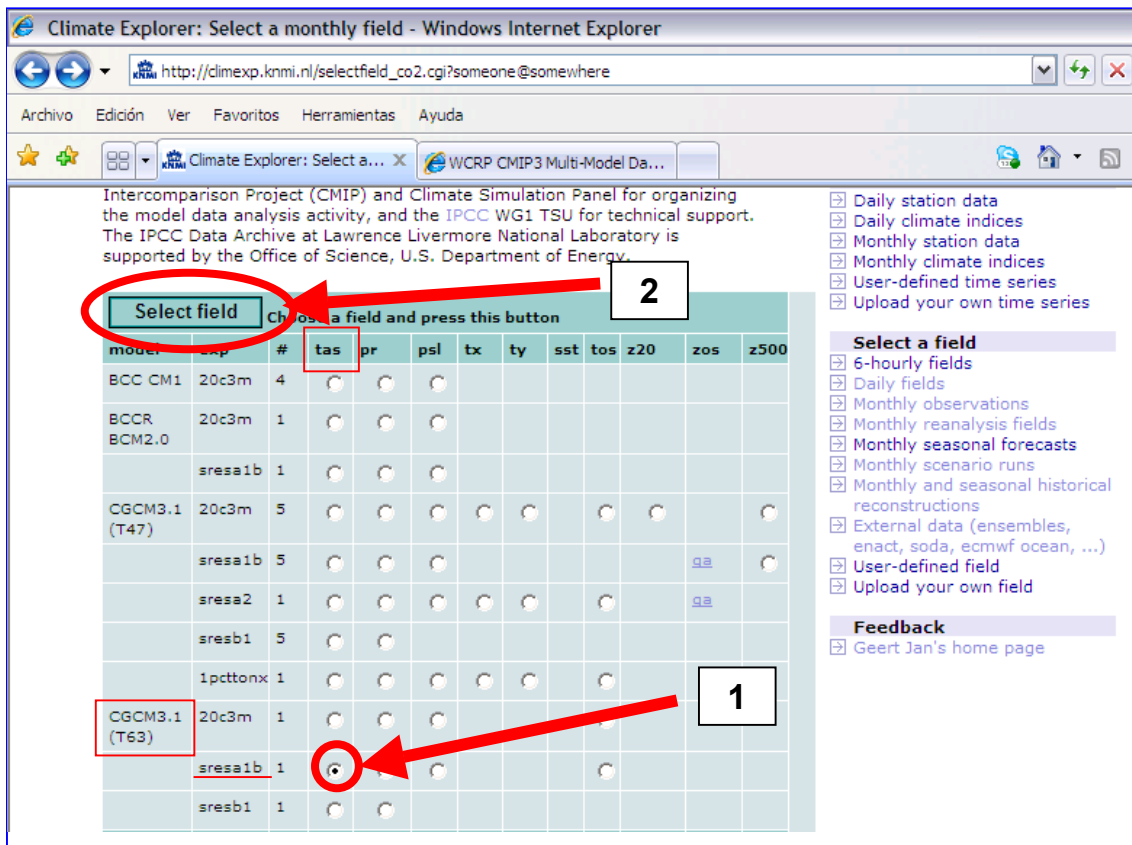 Climate Explorer: Select a monthly field - Windows Internet Explorer
KNMI http://climexp.knmi.nl/selectfield_co2.cgi?someone@somewhere
Archivo Edición Ver Favoritos Herramientas Ayuda
KNMI Climate Explorer: Select a... X WCRP CMIP3 Multi-Model Da...
Intercomparison Project (CMIP) and Climate Simulation Panel for organizing
the model data analysis activity, and the IPCC WG1 TSU for technical support.
The IPCC Data Archive at Lawrence Livermore National Laboratory is
supported by the Office of Science, U.S. Department of Energy.
2
Select field Choose a field and press this button
model exp # tas pr psl tx ty sst tos z20 zos z500
BCC CM1 20c3m 4
BCCR BCM2.0 20c3m 1
sresa1b 1
CGCM3.1 (T47) 20c3m 5
sresa1b 5 ga
sresa2 1 ga
sresb1 5
1pcttonx 1
1
CGCM3.1 (T63) 20c3m 1
sresa1b 1
sresb1 1
Daily station data
Daily climate indices
Monthly station data
Monthly climate indices
User-defined time series
Upload your own time series
Select a field
6-hourly fields
Daily fields
Monthly observations
Monthly reanalysis fields
Monthly seasonal forecasts
Monthly scenario runs
Monthly and seasonal historical
reconstructions
External data (ensembles,
enact, soda, ecmwf ocean, ...)
User-defined field
Upload your own field
Feedback
Geert Jan's home page